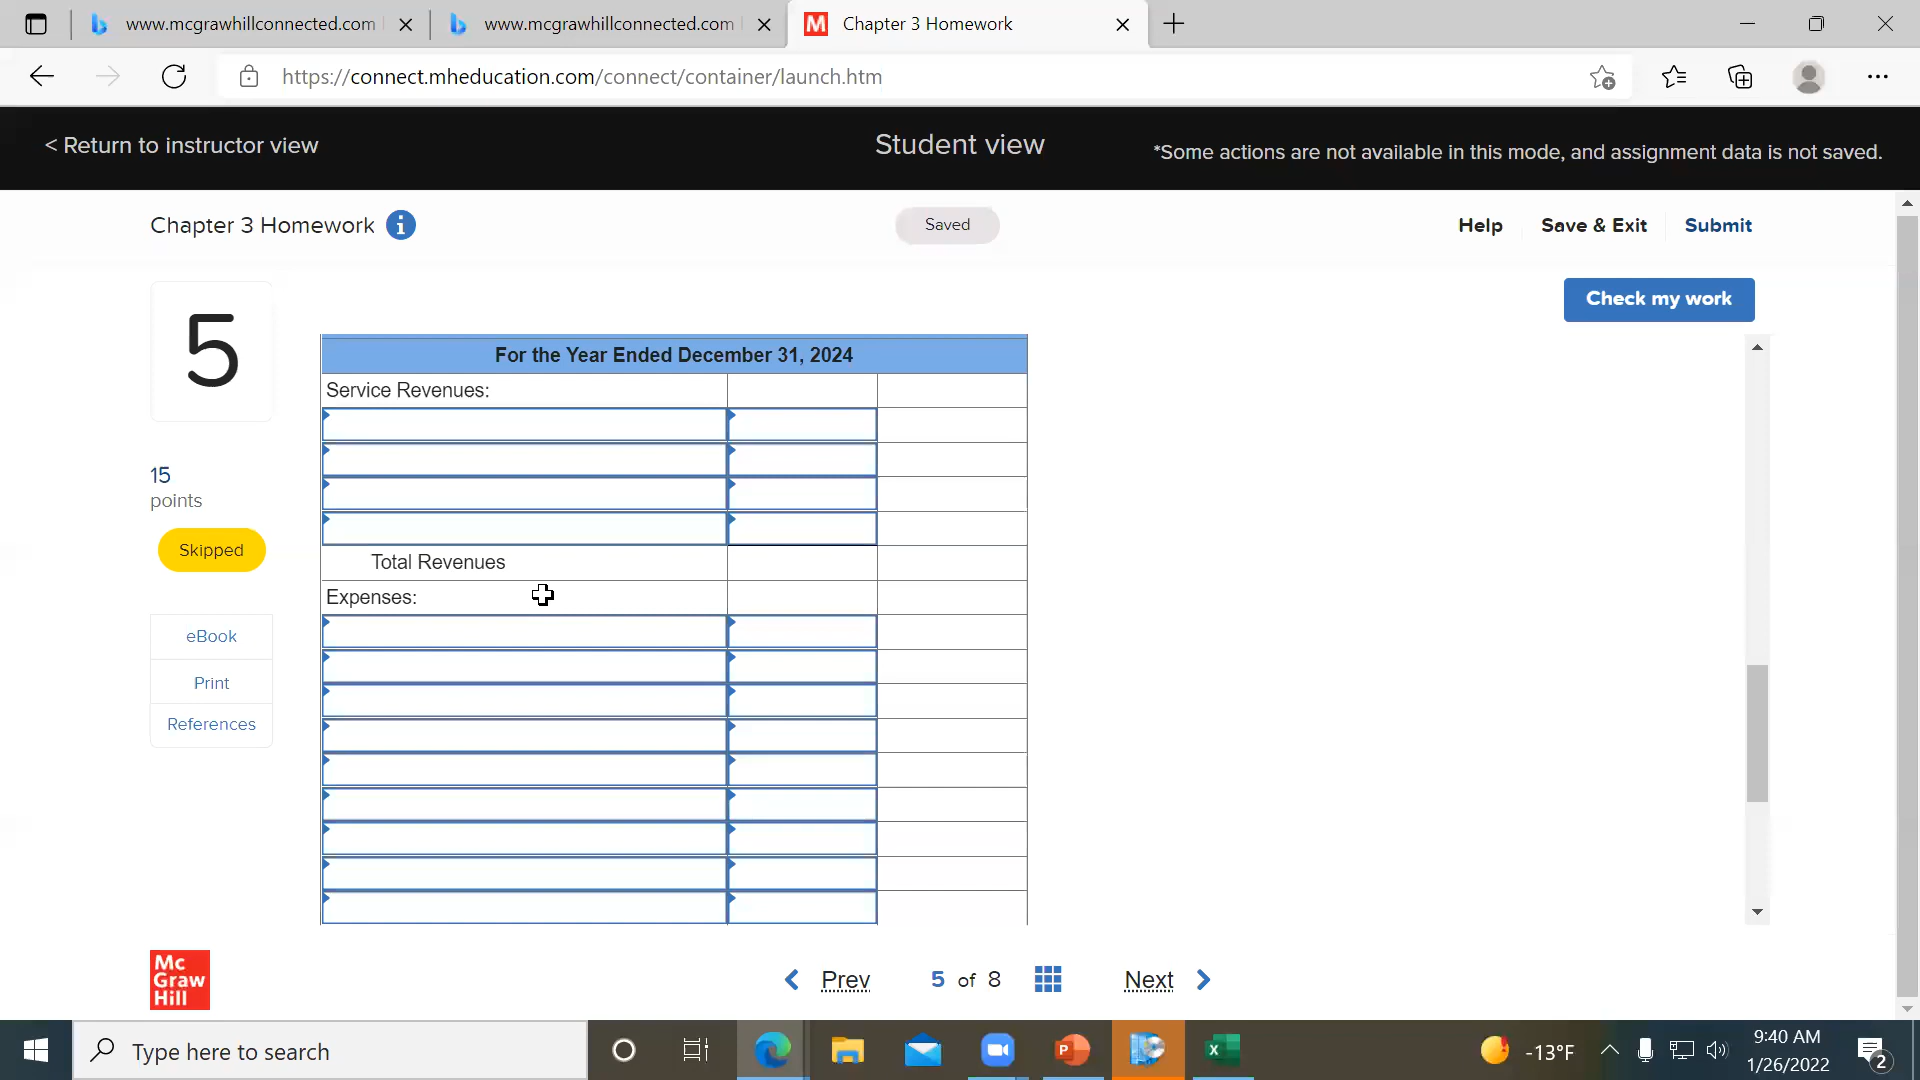 www.mcgrawhillconnected.com
www.mcgrawhillconnected.com
Chapter 3 Homework
https://connect.mheducation.com/connect/container/launch.htm
< Return to instructor view
Student view
*Some actions are not available in this mode, and assignment data is not saved.
Chapter 3 Homework
Saved
Help
Save & Exit
Submit
Check my work
5
15
points
Skipped
eBook
Print
References
For the Year Ended December 31, 2024
Service Revenues:
Total Revenues
Expenses:
Mc
Graw
Hill
Prev
5 of 8
Next
Type here to search
-13°F
9:40 AM
1/26/2022
2